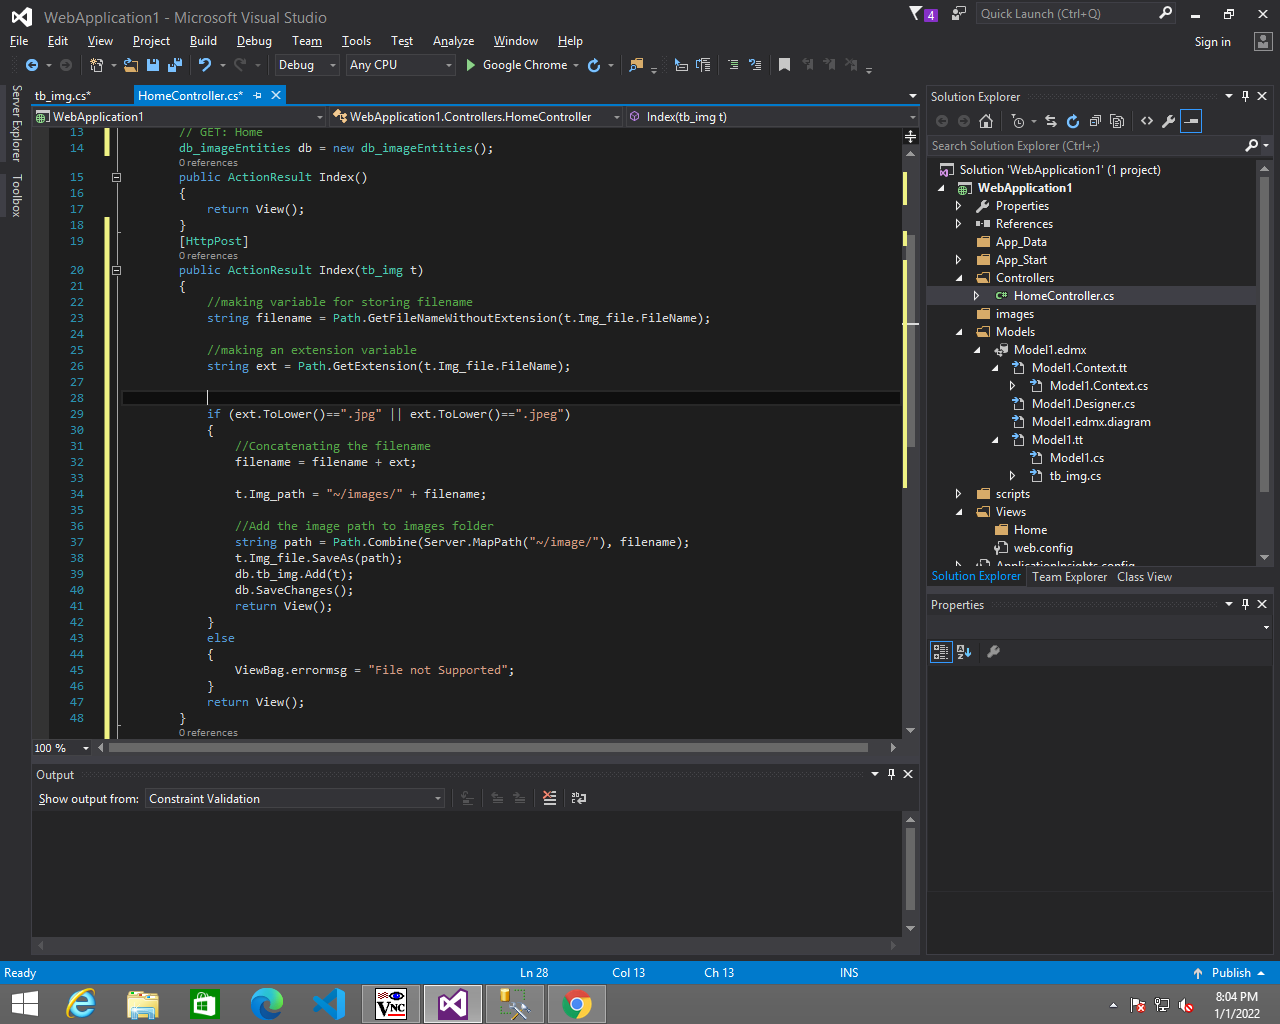 WebApplication1 - Microsoft Visual Studio
4
Quick Launch (Ctrl+Q)
File Edit View Project Build Debug Team Tools Test Analyze Window Help
Sign in
Debug Any CPU Google Chrome
Server Explorer
Toolbox
tb_img.cs*
HomeController.cs*
WebApplication1
WebApplication1.Controllers.HomeController
Index(tb_img t)
13 // GET: Home
14 db_imageEntities db = new db_imageEntities();
0 references
15 public ActionResult Index()
16 {
17 return View();
18 }
19 [HttpPost]
0 references
20 public ActionResult Index(tb_img t)
21 {
22 //making variable for storing filename
23 string filename = Path.GetFileNameWithoutExtension(t.Img_file.FileName);
24
25 //making an extension variable
26 string ext = Path.GetExtension(t.Img_file.FileName);
27
28
29 if (ext.ToLower()==".jpg" || ext.ToLower()==".jpeg")
30 {
31 //Concatenating the filename
32 filename = filename + ext;
33
34 t.Img_path = "~/images/" + filename;
35
36 //Add the image path to images folder
37 string path = Path.Combine(Server.MapPath("~/image/"), filename);
38 t.Img_file.SaveAs(path);
39 db.tb_img.Add(t);
40 db.SaveChanges();
41 return View();
42 }
43 else
44 {
45 ViewBag.errormsg = "File not Supported";
46 }
47 return View();
48 }
0 references
100 %
Output
Show output from: Constraint Validation
Solution Explorer
Search Solution Explorer (Ctrl+;)
Solution 'WebApplication1' (1 project)
WebApplication1
Properties
References
App_Data
App_Start
Controllers
C# HomeController.cs
images
Models
Model1.edmx
Model1.Context.tt
Model1.Context.cs
Model1.Designer.cs
Model1.edmx.diagram
Model1.tt
Model1.cs
tb_img.cs
scripts
Views
Home
web.config
ApplicationInsights.config
Solution Explorer Team Explorer Class View
Properties
Ready
Ln 28
Col 13
Ch 13
INS
Publish
VNC
8:04 PM
1/1/2022